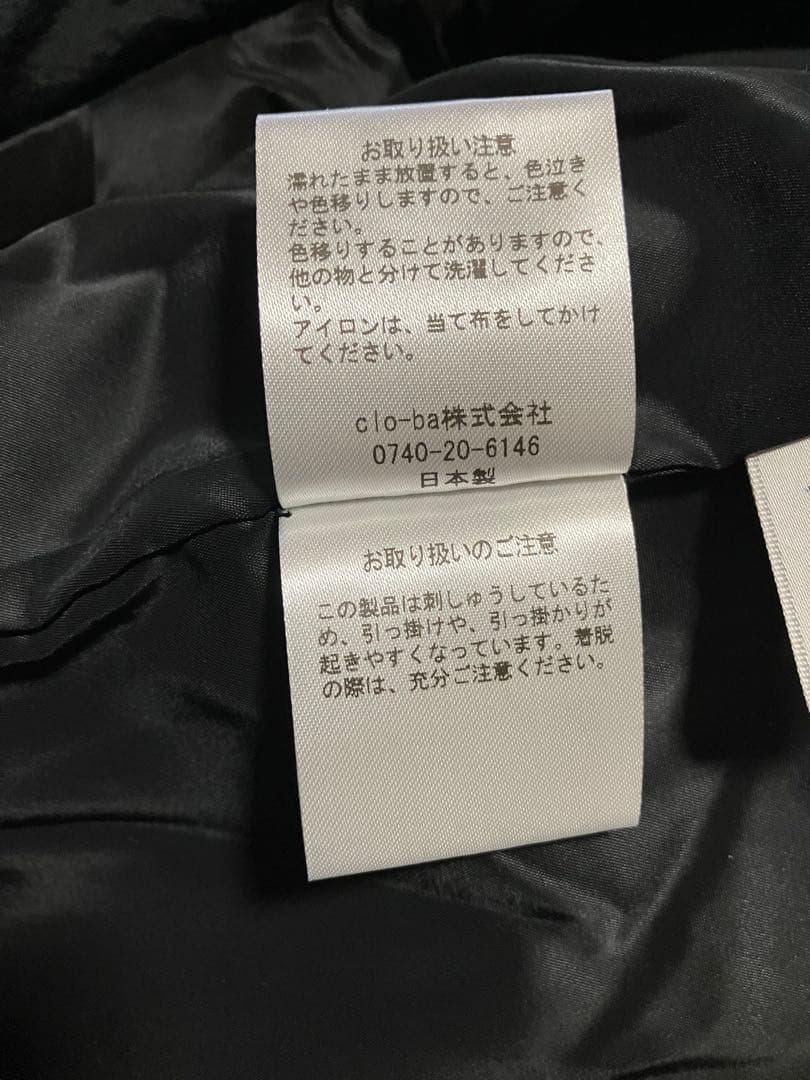 お取り扱い注意
濡れたまま放置すると、色泣き
や色移りしますので、ご注意く
ださい。
色移りすることがありますので、
他の物と分けて洗濯してくださ
い。
アイロンは、当て布をしてかけ
てください。
clo-ba株式会社
0740-20-6146
日本製
お取り扱いのご注意
この製品は刺しゅうしているた
め、引っ掛けや、引っ掛かりが
起きやすくなっています。着脱
の際は、充分ご注意ください。